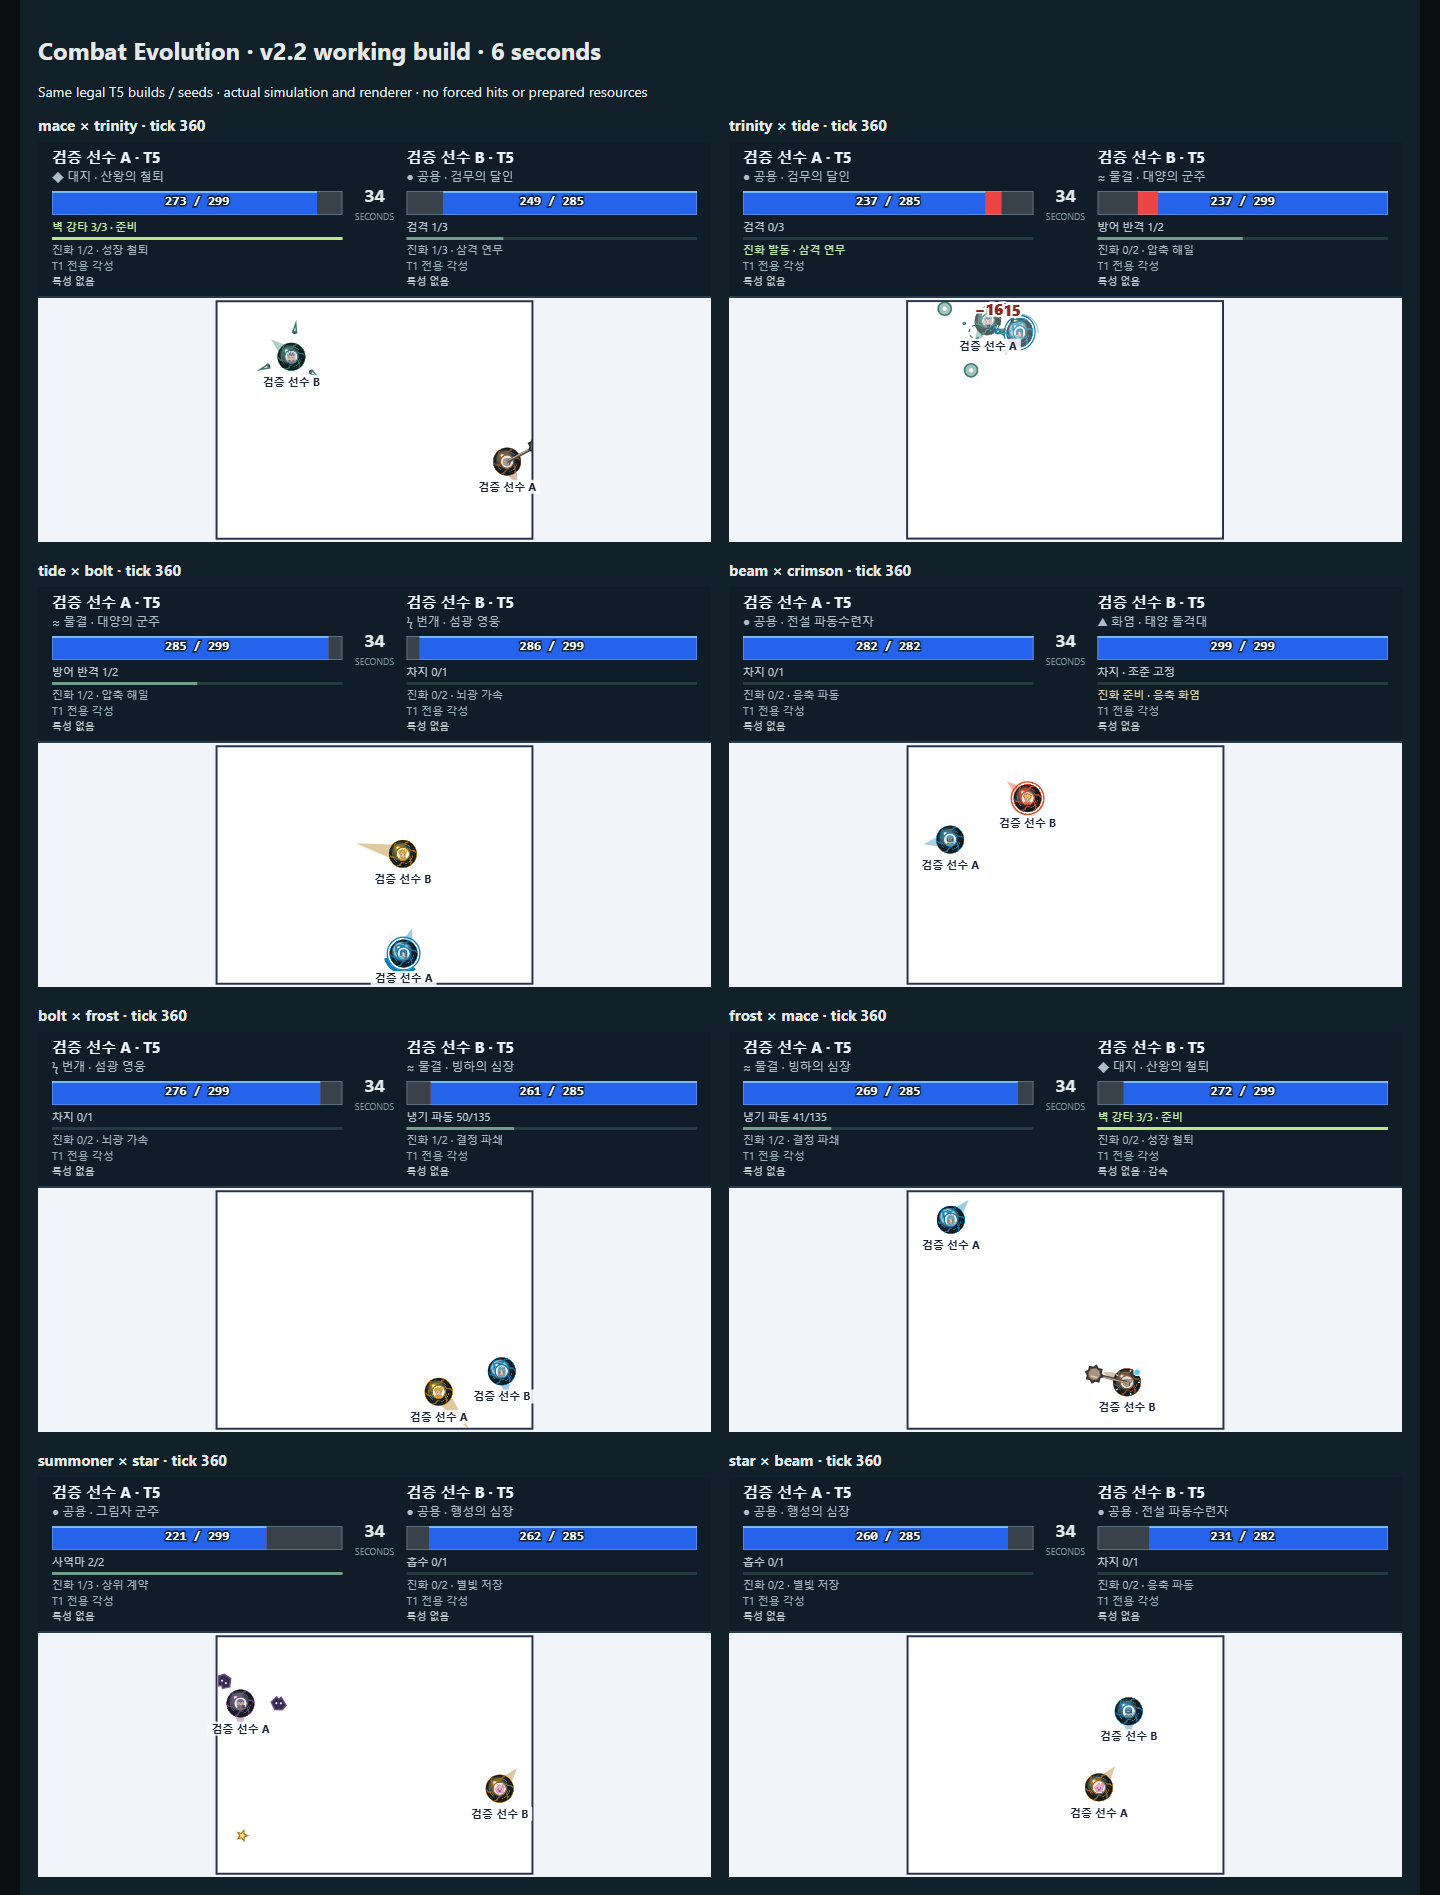 Combat Evolution · v2.2 working build · 6 seconds
Same legal T5 builds / seeds · actual simulation and renderer · no forced hits or prepared resources
mace × trinity · tick 360
검증 선수 A · T5
◆ 대지 · 산왕의 철퇴
273 / 299
벽 강타 3/3 · 준비
진화 1/2 · 성장 철퇴
T1 전용 각성
특성 없음
34
SECONDS
검증 선수 B · T5
● 공용 · 검무의 달인
249 / 285
검격 1/3
진화 1/3 · 삼격 연무
T1 전용 각성
특성 없음
검증 선수 B
검증 선수 A
trinity × tide · tick 360
검증 선수 A · T5
● 공용 · 검무의 달인
237 / 285
검격 0/3
진화 발동 · 삼격 연무
T1 전용 각성
특성 없음
34
SECONDS
검증 선수 B · T5
≈ 물결 · 대양의 군주
237 / 299
방어 반격 1/2
진화 0/2 · 압축 해일
T1 전용 각성
특성 없음
−1615
검증 선수 A
tide × bolt · tick 360
검증 선수 A · T5
≈ 물결 · 대양의 군주
285 / 299
방어 반격 1/2
진화 1/2 · 압축 해일
T1 전용 각성
특성 없음
34
SECONDS
검증 선수 B · T5
ϟ 번개 · 섬광 영웅
286 / 299
차지 0/1
진화 0/2 · 뇌광 가속
T1 전용 각성
특성 없음
검증 선수 B
검증 선수 A
beam × crimson · tick 360
검증 선수 A · T5
● 공용 · 전설 파동수련자
282 / 282
차지 0/1
진화 0/2 · 응축 파동
T1 전용 각성
특성 없음
34
SECONDS
검증 선수 B · T5
▲ 화염 · 태양 돌격대
299 / 299
차지 · 조준 고정
진화 준비 · 응축 화염
T1 전용 각성
특성 없음
검증 선수 B
검증 선수 A
bolt × frost · tick 360
검증 선수 A · T5
ϟ 번개 · 섬광 영웅
276 / 299
차지 0/1
진화 0/2 · 뇌광 가속
T1 전용 각성
특성 없음
34
SECONDS
검증 선수 B · T5
≈ 물결 · 빙하의 심장
261 / 285
냉기 파동 50/135
진화 1/2 · 결정 파쇄
T1 전용 각성
특성 없음
검증 선수 B
검증 선수 A
frost × mace · tick 360
검증 선수 A · T5
≈ 물결 · 빙하의 심장
269 / 285
냉기 파동 41/135
진화 1/2 · 결정 파쇄
T1 전용 각성
특성 없음
34
SECONDS
검증 선수 B · T5
◆ 대지 · 산왕의 철퇴
272 / 299
벽 강타 3/3 · 준비
진화 0/2 · 성장 철퇴
T1 전용 각성
특성 없음 · 감속
검증 선수 A
검증 선수 B
summoner × star · tick 360
검증 선수 A · T5
● 공용 · 그림자 군주
221 / 299
사역마 2/2
진화 1/3 · 상위 계약
T1 전용 각성
특성 없음
34
SECONDS
검증 선수 B · T5
● 공용 · 행성의 심장
262 / 285
흡수 0/1
진화 0/2 · 별빛 저장
T1 전용 각성
특성 없음
검증 선수 A
검증 선수 B
star × beam · tick 360
검증 선수 A · T5
● 공용 · 행성의 심장
260 / 285
흡수 0/1
진화 0/2 · 별빛 저장
T1 전용 각성
특성 없음
34
SECONDS
검증 선수 B · T5
● 공용 · 전설 파동수련자
231 / 282
차지 0/1
진화 0/2 · 응축 파동
T1 전용 각성
특성 없음
검증 선수 B
검증 선수 A